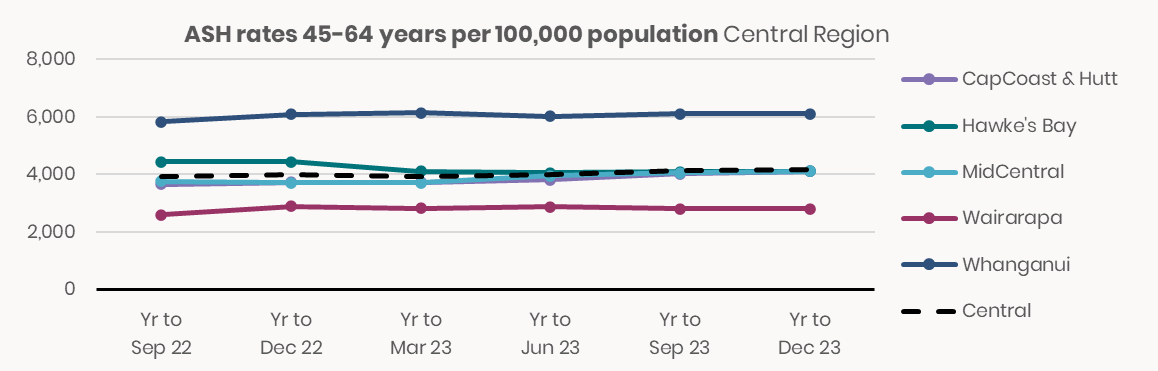 ASH rates 45-64 years per 100,000 population Central Region
8,000
6,000
4,000
2,000
0
Yr to
Sep 22
Yr to
Dec 22
Yr to
Mar 23
Yr to
Jun 23
Yr to
Sep 23
Yr to
Dec 23
CapCoast & Hutt
Hawke's Bay
MidCentral
Wairarapa
Whanganui
Central